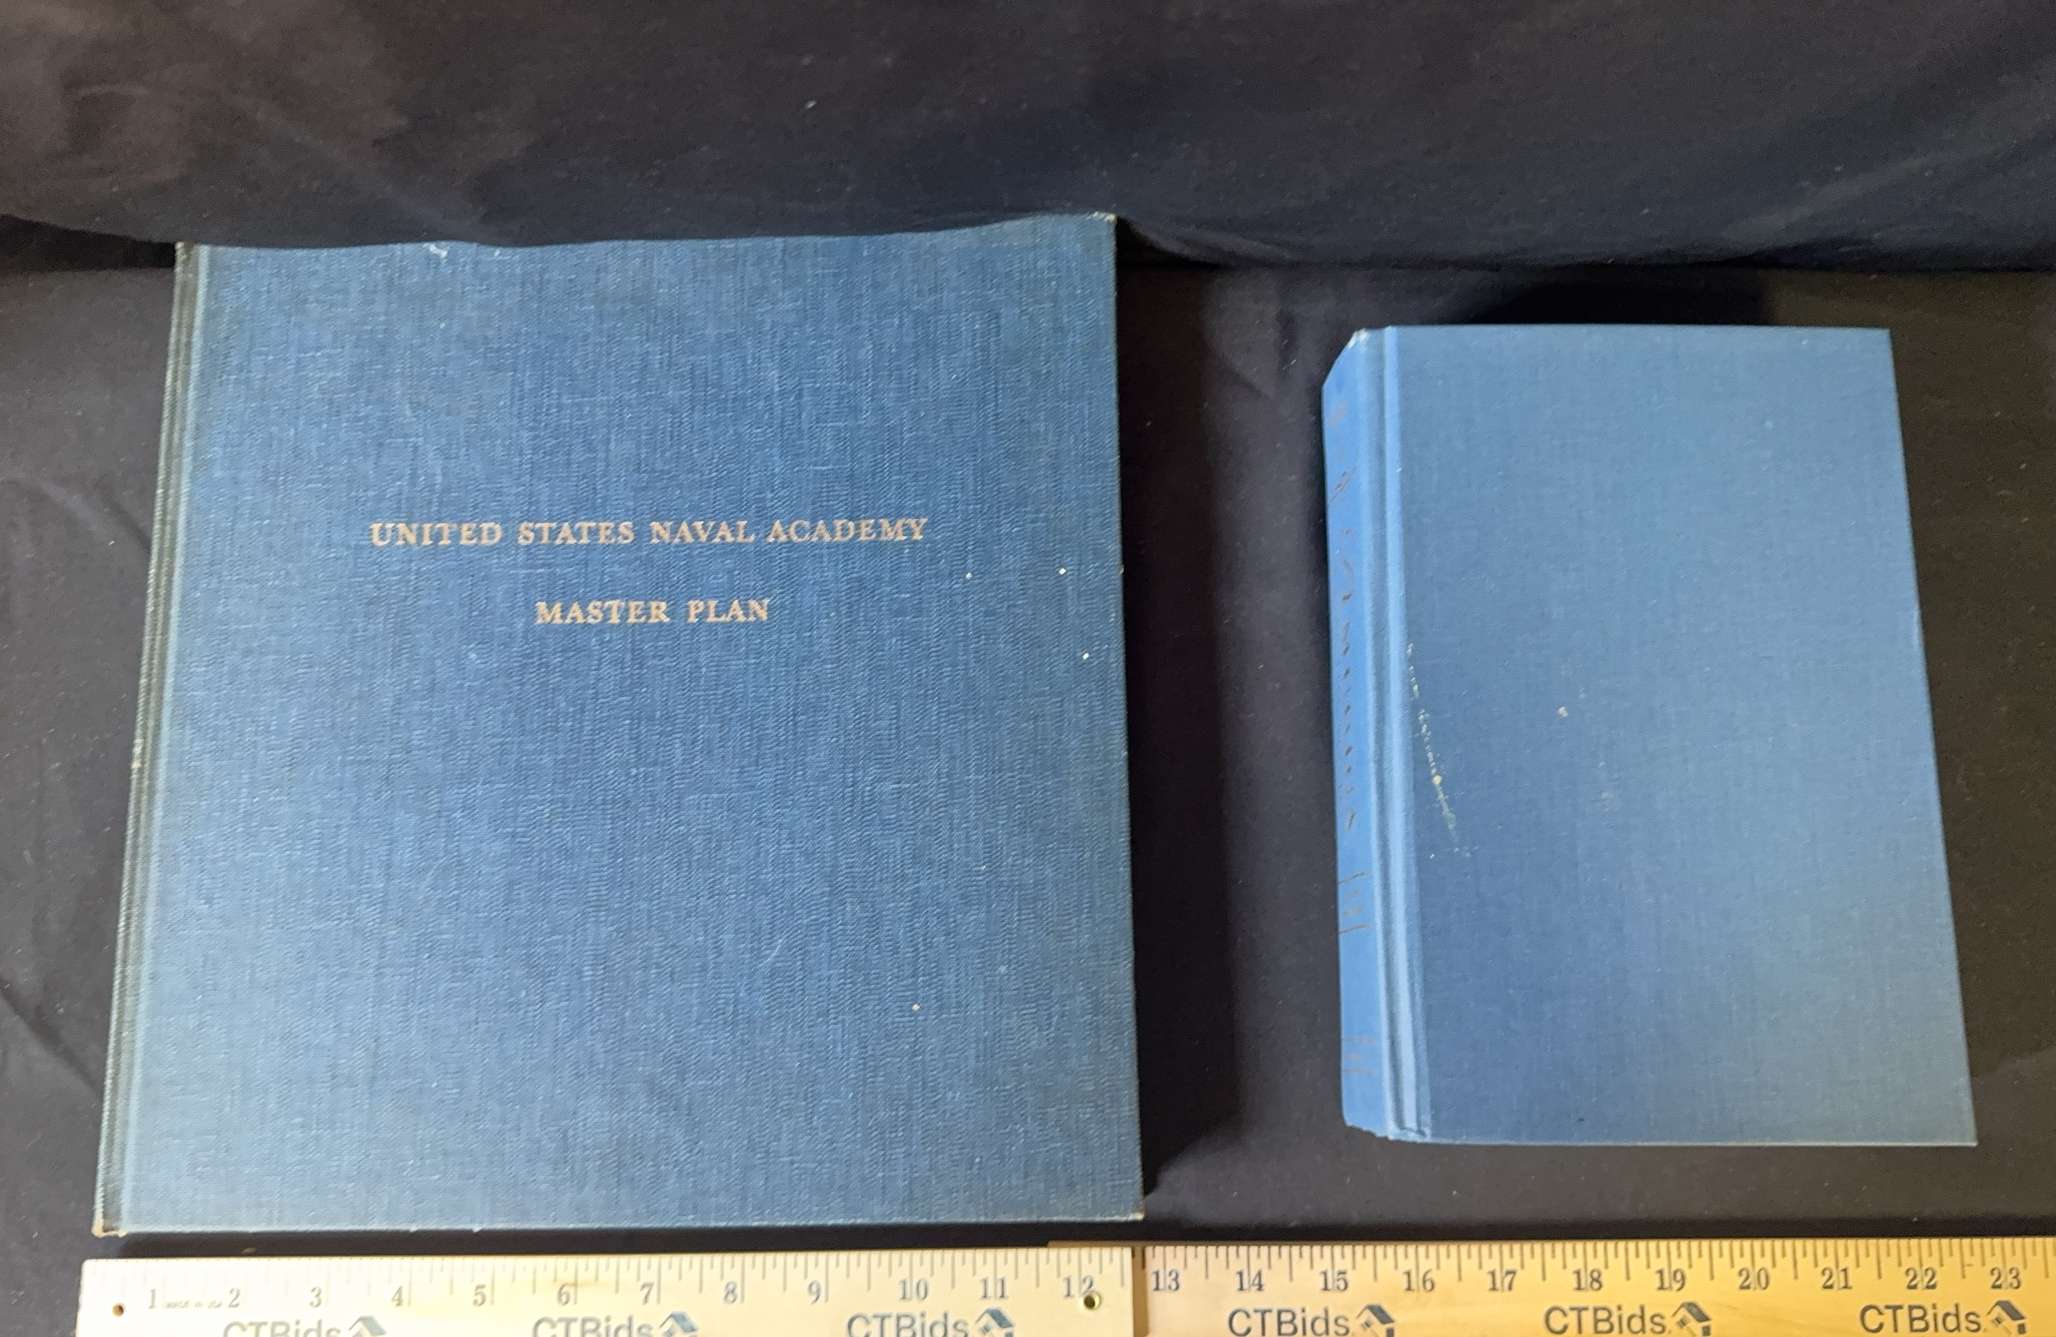 UNITED STATES NAVAL ACADEMY
MASTER PLAN
1 2 3 4 5 6 7 8 9 10 11 12 13 14 15 16 17 18 19 20 21 22 23
CTBids CTBids CTBids CTBids CTBids CTBids